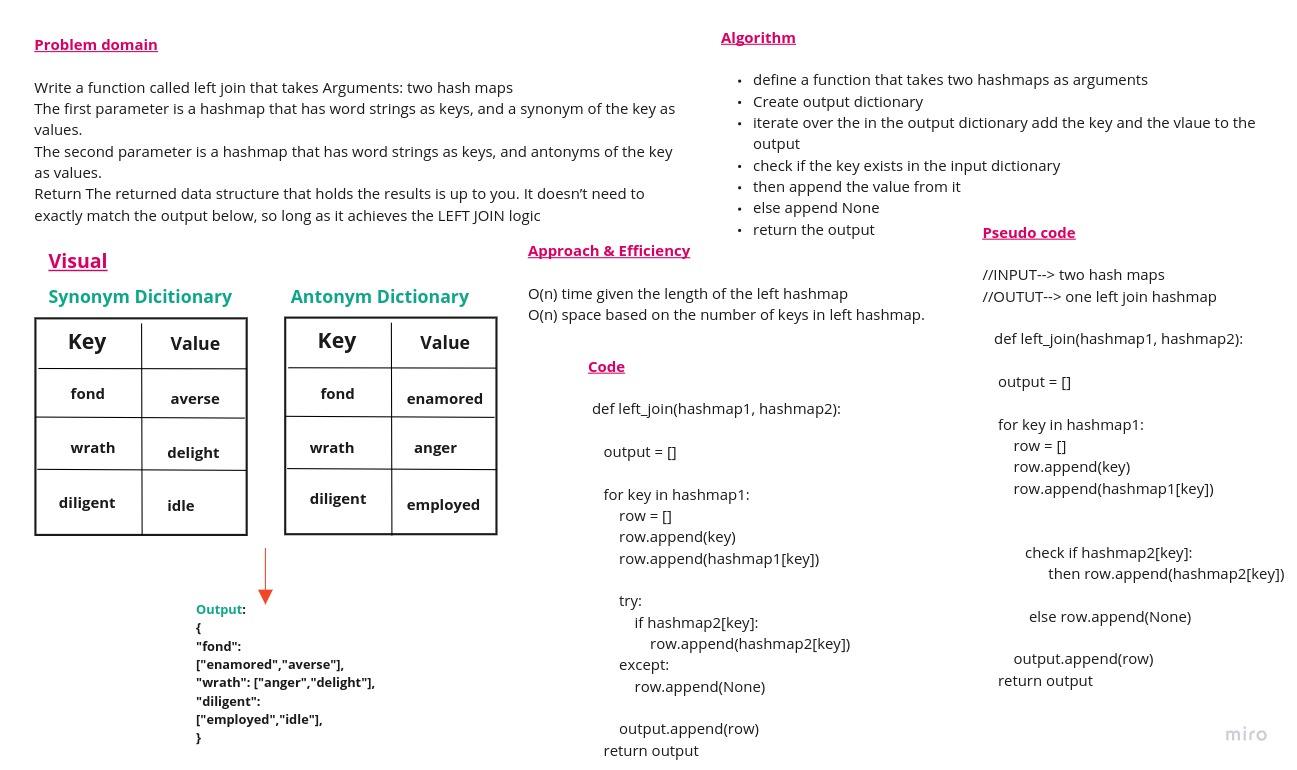 Problem domain
Write a function called left join that takes Arguments: two hash maps
The first parameter is a hashmap that has word strings as keys, and a synonym of the key as
values.
The second parameter is a hashmap that has word strings as keys, and antonyms of the key
as values.
Return The returned data structure that holds the results is up to you. It doesn’t need to
exactly match the output below, so long as it achieves the LEFT JOIN logic
Algorithm
• define a function that takes two hashmaps as arguments
• Create output dictionary
• iterate over the in the output dictionary add the key and the vlaue to the
output
• check if the key exists in the input dictionary
• then append the value from it
• else append None
• return the output
Visual
Synonym Dicitionary
Key Value
fond averse
wrath delight
diligent idle
Antonym Dictionary
Key Value
fond enamored
wrath anger
diligent employed
Output:
{
"fond":
["enamored","averse"],
"wrath": ["anger","delight"],
"diligent":
["employed","idle"],
}
Approach & Efficiency
O(n) time given the length of the left hashmap
O(n) space based on the number of keys in left hashmap.
Code
def left_join(hashmap1, hashmap2):
output = []
for key in hashmap1:
row = []
row.append(key)
row.append(hashmap1[key])
try:
if hashmap2[key]:
row.append(hashmap2[key])
except:
row.append(None)
output.append(row)
return output
Pseudo code
//INPUT--> two hash maps
//OUTUT--> one left join hashmap
def left_join(hashmap1, hashmap2):
output = []
for key in hashmap1:
row = []
row.append(key)
row.append(hashmap1[key])
check if hashmap2[key]:
then row.append(hashmap2[key])
else row.append(None)
output.append(row)
return output
miro